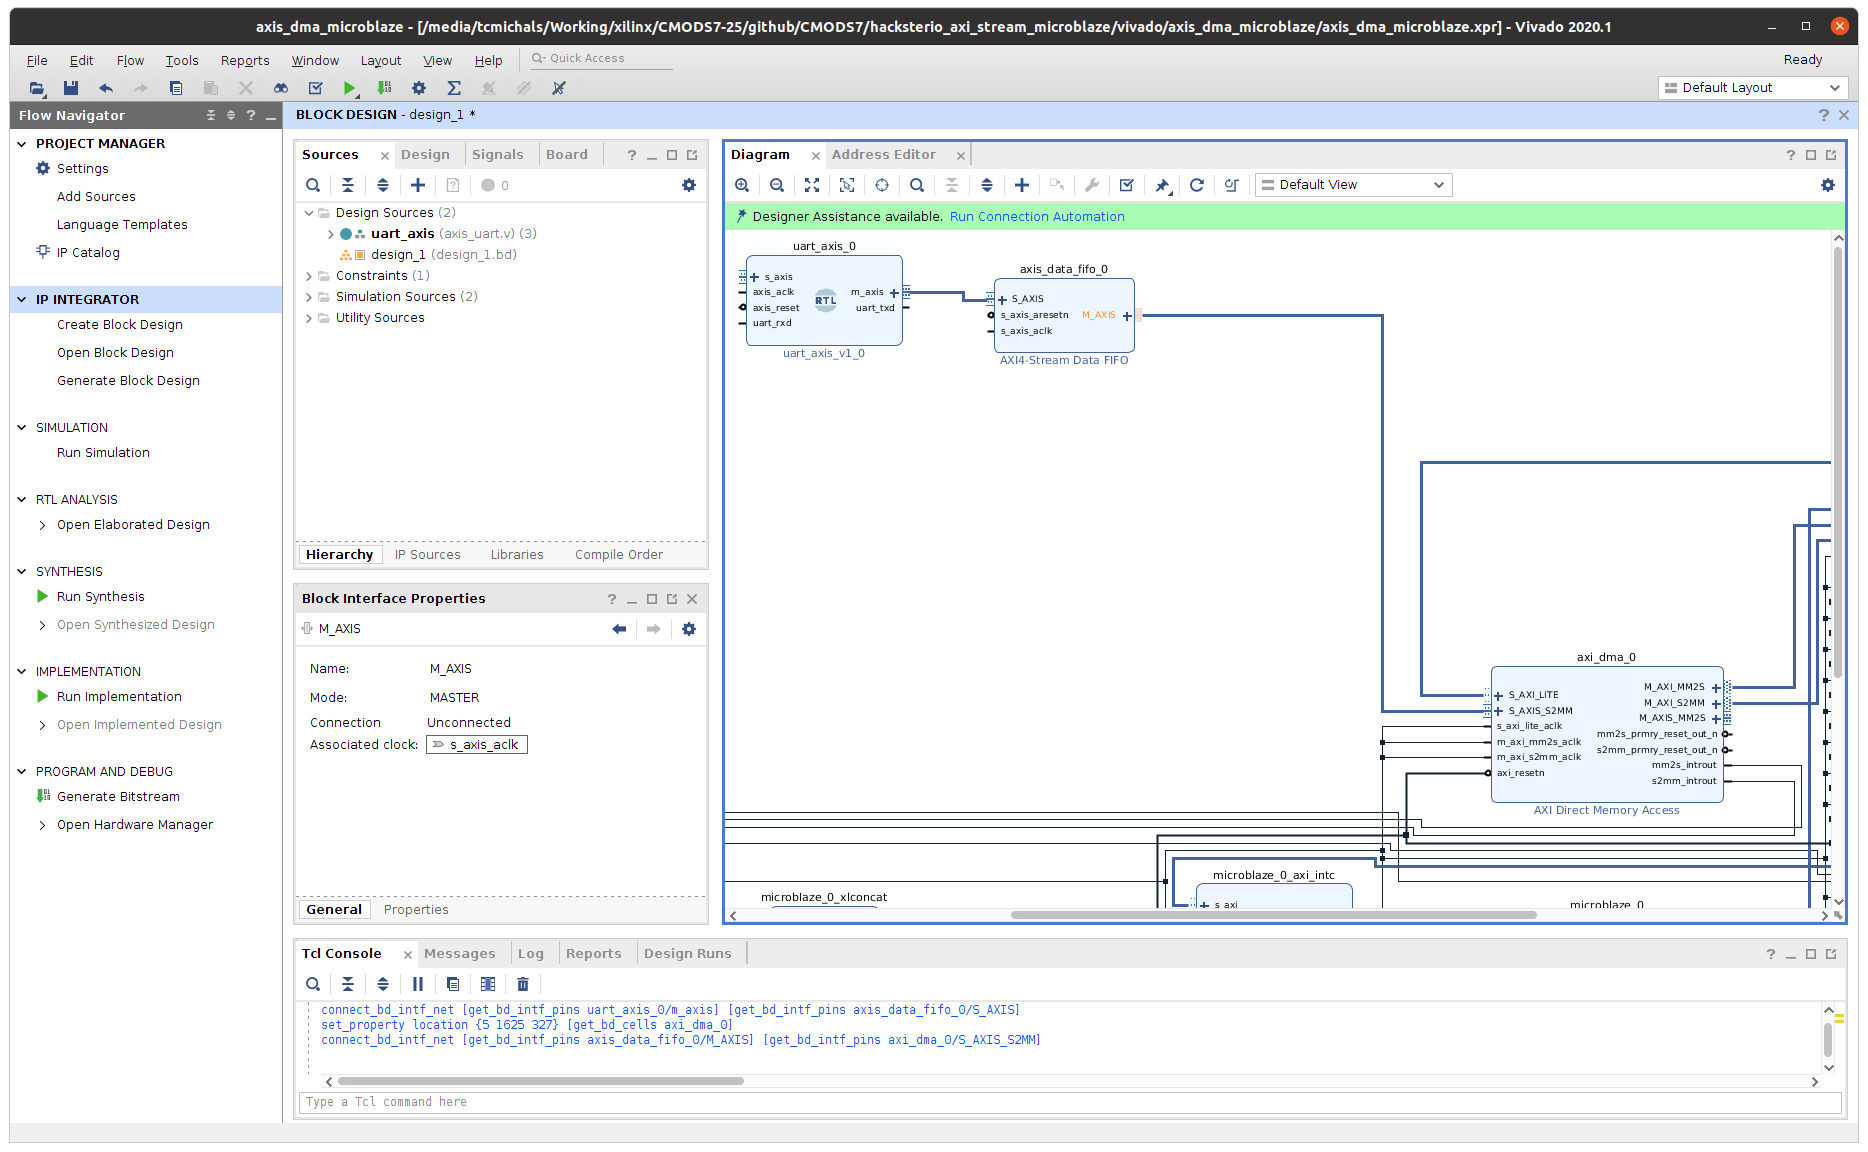 axis_dma_microblaze - [/media/tcmichals/Working/xilinx/CMODS7-25/github/CMODS7/hacksterio_axi_stream_microblaze/vivado/axis_dma_microblaze/axis_dma_microblaze.xpr] - Vivado 2020.1
File Edit Flow Tools Reports Window Layout View Help Quick Access Ready
Default Layout
Flow Navigator
PROJECT MANAGER
Settings
Add Sources
Language Templates
IP Catalog
IP INTEGRATOR
Create Block Design
Open Block Design
Generate Block Design
SIMULATION
Run Simulation
RTL ANALYSIS
Open Elaborated Design
SYNTHESIS
Run Synthesis
Open Synthesized Design
IMPLEMENTATION
Run Implementation
Open Implemented Design
PROGRAM AND DEBUG
Generate Bitstream
Open Hardware Manager
BLOCK DESIGN - design_1 *
Sources Design Signals Board
0
Design Sources (2)
uart_axis (axis_uart.v) (3)
design_1 (design_1.bd)
Constraints (1)
Simulation Sources (2)
Utility Sources
Hierarchy IP Sources Libraries Compile Order
Block Interface Properties
M_AXIS
Name: M_AXIS
Mode: MASTER
Connection Unconnected
Associated clock: s_axis_aclk
General Properties
Diagram Address Editor
Default View
Designer Assistance available. Run Connection Automation
uart_axis_0
s_axis
axis_aclk
axis_reset
uart_rxd
RTL
m_axis
uart_txd
uart_axis_v1_0
axis_data_fifo_0
S_AXIS
s_axis_aresetn
s_axis_aclk
M_AXIS
AXI4-Stream Data FIFO
axi_dma_0
S_AXI_LITE
S_AXIS_S2MM
s_axi_lite_aclk
m_axi_mm2s_aclk
m_axi_s2mm_aclk
axi_resetn
M_AXI_MM2S
M_AXI_S2MM
M_AXIS_MM2S
mm2s_prmry_reset_out_n
s2mm_prmry_reset_out_n
mm2s_introut
s2mm_introut
AXI Direct Memory Access
microblaze_0_axi_intc
s_axi
microblaze_0_xlconcat
microblaze_0
Tcl Console Messages Log Reports Design Runs
connect_bd_intf_net [get_bd_intf_pins uart_axis_0/m_axis] [get_bd_intf_pins axis_data_fifo_0/S_AXIS]
set_property location {5 1625 327} [get_bd_cells axi_dma_0]
connect_bd_intf_net [get_bd_intf_pins axis_data_fifo_0/M_AXIS] [get_bd_intf_pins axi_dma_0/S_AXIS_S2MM]
Type a Tcl command here